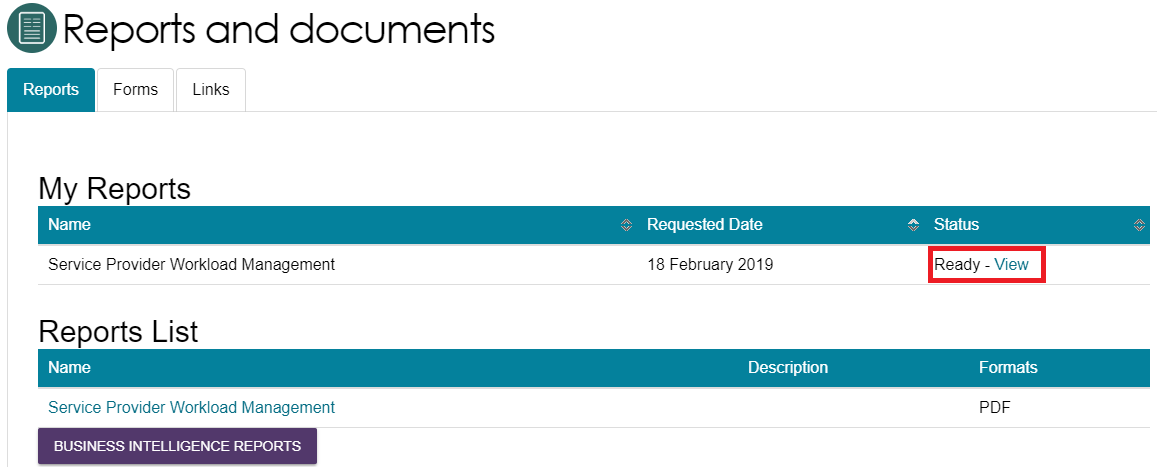 Reports and documents
Reports Forms Links
My Reports
Name Requested Date Status
Service Provider Workload Management 18 February 2019 Ready - View
Reports List
Name Description Formats
Service Provider Workload Management PDF
BUSINESS INTELLIGENCE REPORTS